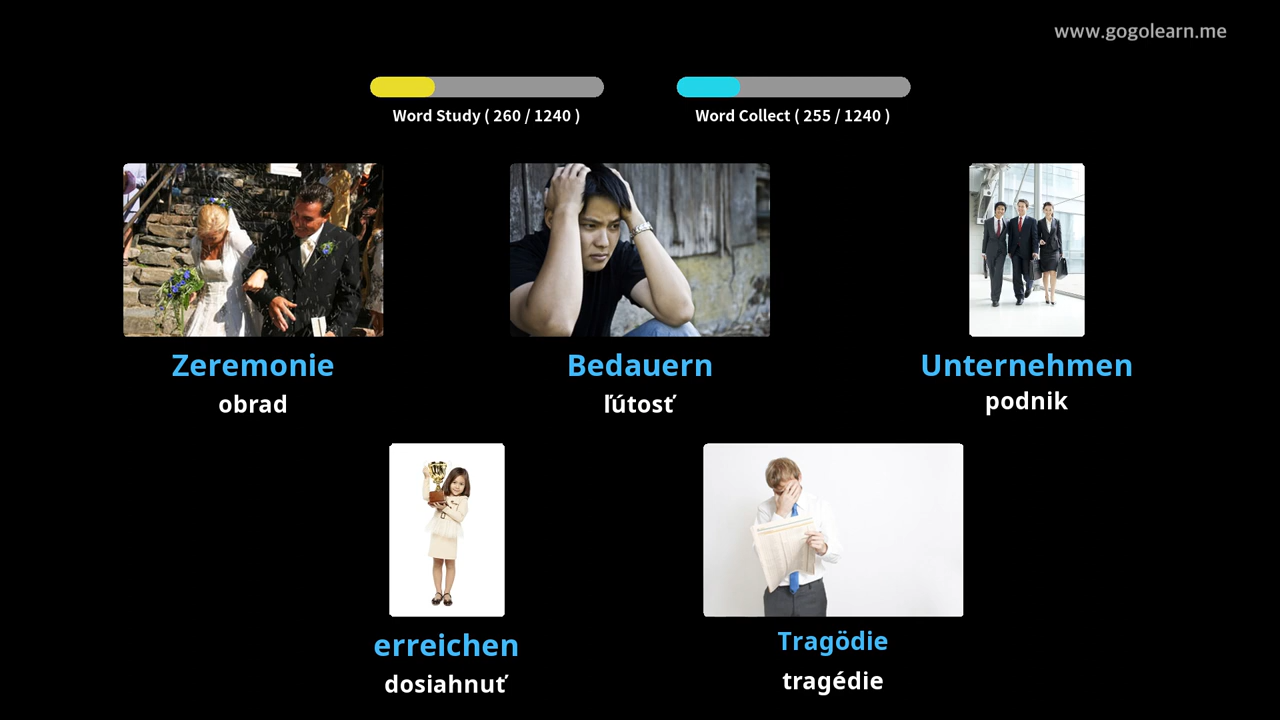 www.gogolearn.me
Word Study ( 260 / 1240 )
Word Collect ( 255 / 1240 )
Zeremonie
obrad
Bedauern
ľútosť
Unternehmen
podnik
erreichen
dosiahnuť
Tragödie
tragédie